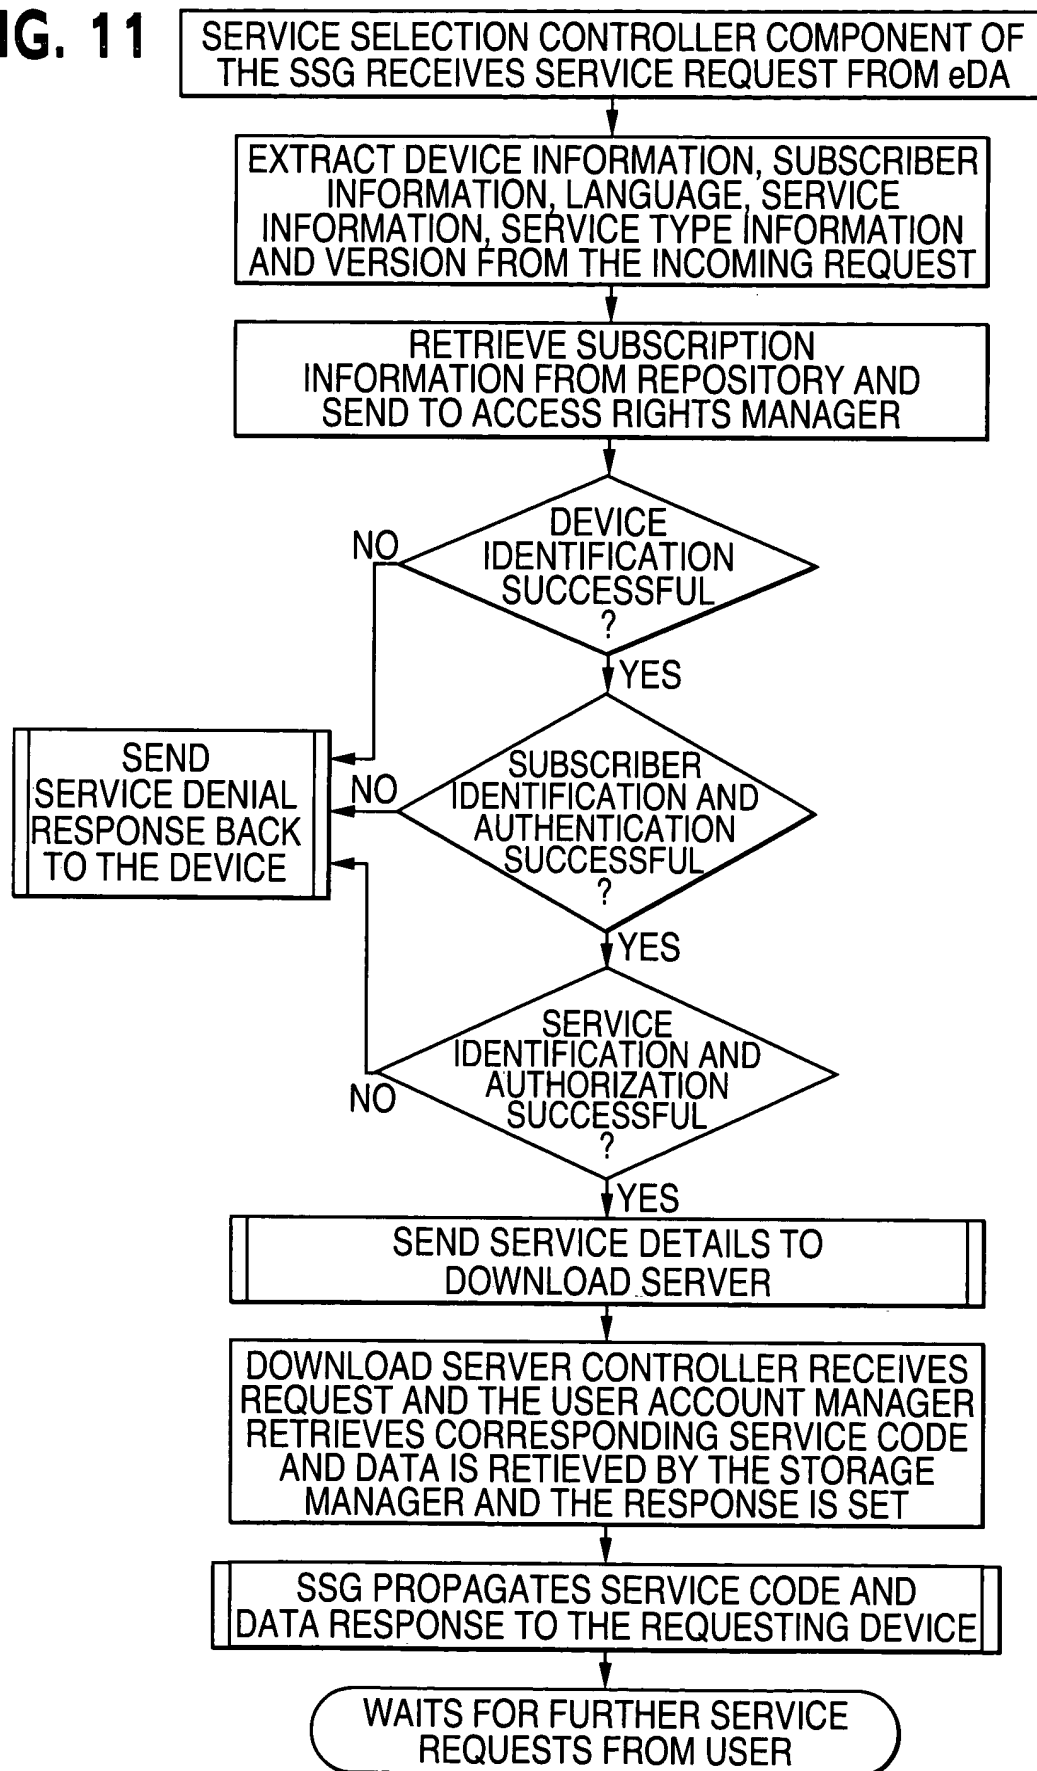 IG. 11
SERVICE SELECTION CONTROLLER COMPONENT OF
THE SSG RECEIVES SERVICE REQUEST FROM eDA
EXTRACT DEVICE INFORMATION, SUBSCRIBER
INFORMATION, LANGUAGE, SERVICE
INFORMATION, SERVICE TYPE INFORMATION
AND VERSION FROM THE INCOMING REQUEST
RETRIEVE SUBSCRIPTION
INFORMATION FROM REPOSITORY AND
SEND TO ACCESS RIGHTS MANAGER
DEVICE
IDENTIFICATION
SUCCESSFUL
?
NO
YES
SUBSCRIBER
IDENTIFICATION AND
AUTHENTICATION
SUCCESSFUL
?
NO
SEND
SERVICE DENIAL
RESPONSE BACK
TO THE DEVICE
YES
SERVICE
IDENTIFICATION AND
AUTHORIZATION
SUCCESSFUL
?
NO
YES
SEND SERVICE DETAILS TO
DOWNLOAD SERVER
DOWNLOAD SERVER CONTROLLER RECEIVES
REQUEST AND THE USER ACCOUNT MANAGER
RETRIEVES CORRESPONDING SERVICE CODE
AND DATA IS RETIEVED BY THE STORAGE
MANAGER AND THE RESPONSE IS SET
SSG PROPAGATES SERVICE CODE AND
DATA RESPONSE TO THE REQUESTING DEVICE
WAITS FOR FURTHER SERVICE
REQUESTS FROM USER